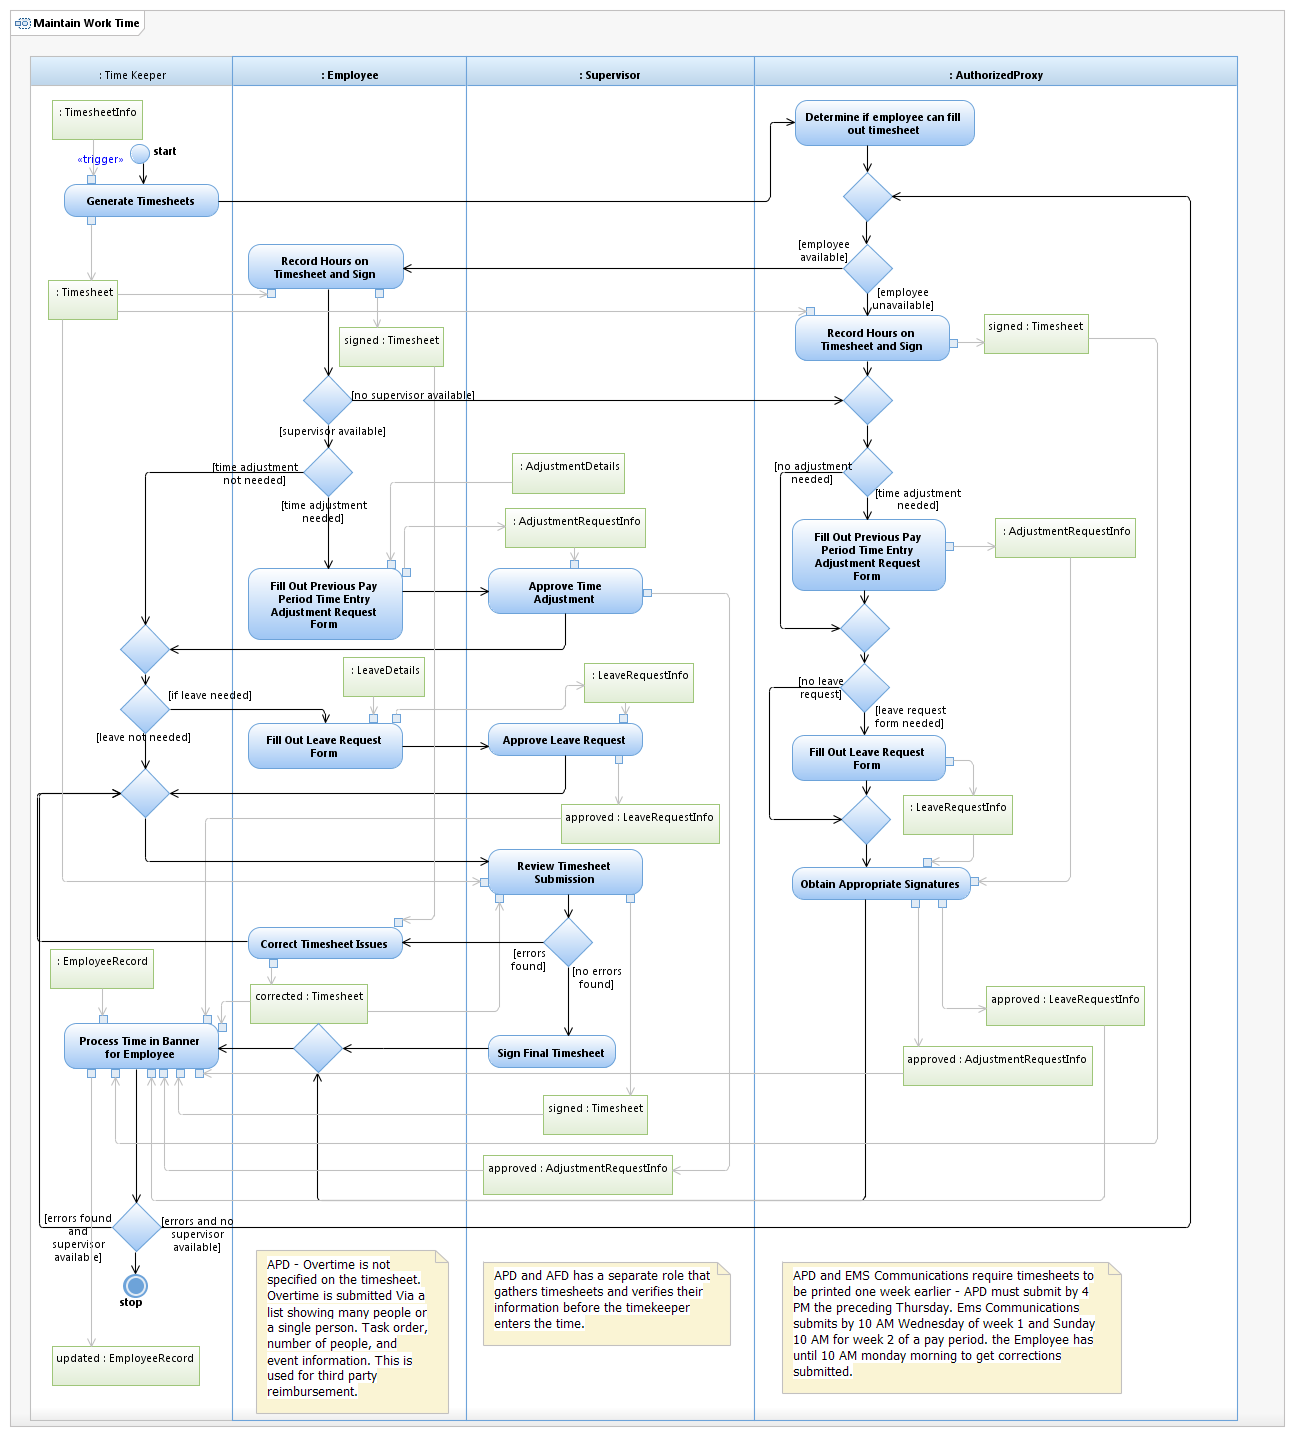 Maintain Work Time
: Time Keeper
: Employee
: Supervisor
: AuthorizedProxy
: TimesheetInfo
«trigger»
start
Generate Timesheets
Determine if employee can fill
out timesheet
[employee
available]
[employee
unavailable]
Record Hours on
Timesheet and Sign
: Timesheet
signed : Timesheet
Record Hours on
Timesheet and Sign
signed : Timesheet
[no supervisor available]
[supervisor available]
[time adjustment
not needed]
[time adjustment
needed]
: AdjustmentDetails
: AdjustmentRequestInfo
[no adjustment
needed]
[time adjustment
needed]
Fill Out Previous Pay
Period Time Entry
Adjustment Request
Form
: AdjustmentRequestInfo
Fill Out Previous Pay
Period Time Entry
Adjustment Request
Form
Approve Time
Adjustment
: LeaveDetails
: LeaveRequestInfo
[if leave needed]
[leave not needed]
Fill Out Leave Request
Form
Approve Leave Request
[no leave
request]
[leave request
form needed]
Fill Out Leave Request
Form
: LeaveRequestInfo
approved : LeaveRequestInfo
Review Timesheet
Submission
Obtain Appropriate Signatures
Correct Timesheet Issues
[errors
found]
[no errors
found]
: EmployeeRecord
corrected : Timesheet
approved : LeaveRequestInfo
Process Time in Banner
for Employee
Sign Final Timesheet
approved : AdjustmentRequestInfo
signed : Timesheet
approved : AdjustmentRequestInfo
[errors found
and
supervisor
available]
[errors and no
supervisor
available]
stop
updated : EmployeeRecord
APD - Overtime is not
specified on the timesheet.
Overtime is submitted Via a
list showing many people or
a single person. Task order,
number of people, and
event information. This is
used for third party
reimbursement.
APD and AFD has a separate role that
gathers timesheets and verifies their
information before the timekeeper
enters the time.
APD and EMS Communications require timesheets to
be printed one week earlier - APD must submit by 4
PM the preceding Thursday. Ems Communications
submits by 10 AM Wednesday of week 1 and Sunday
10 AM for week 2 of a pay period. the Employee has
until 10 AM monday morning to get corrections
submitted.